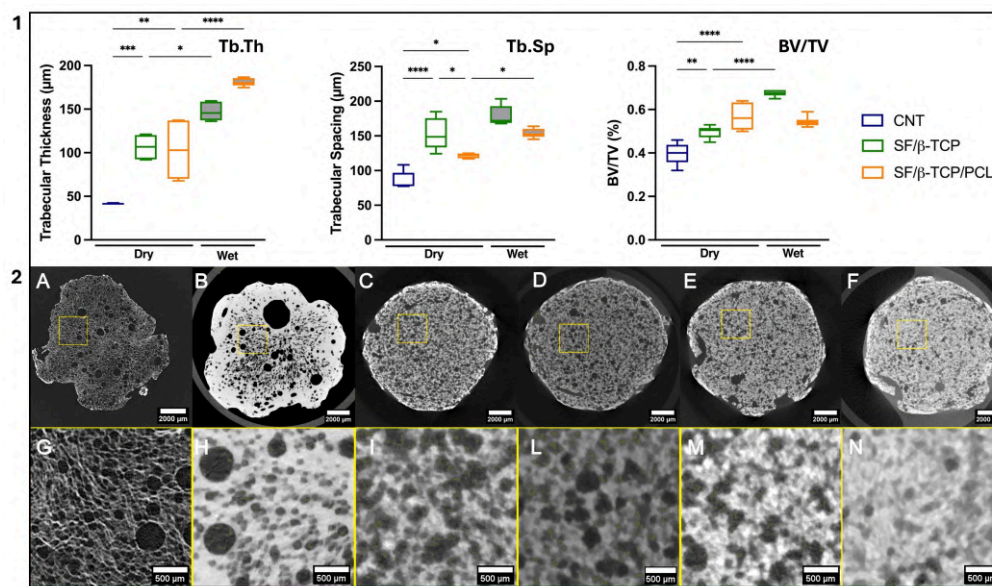 1
Tb.Th
Trabecular Thickness (µm)
200
150
100
50
0
** ****
*** *
Dry Wet
Tb.Sp
Trabecular Spacing (µm)
250
200
150
100
50
0
*
**** * *
Dry Wet
BV/TV
BV/TV (%)
0.8
0.6
0.4
0.2
0.0
****
** ****
Dry Wet
CNT
SF/β-TCP
SF/β-TCP/PCL
2
A B C D E F
2000 µm 2000 µm 2000 µm 2000 µm 2000 µm 2000 µm
G H I L M N
500 µm 500 µm 500 µm 500 µm 500 µm 500 µm